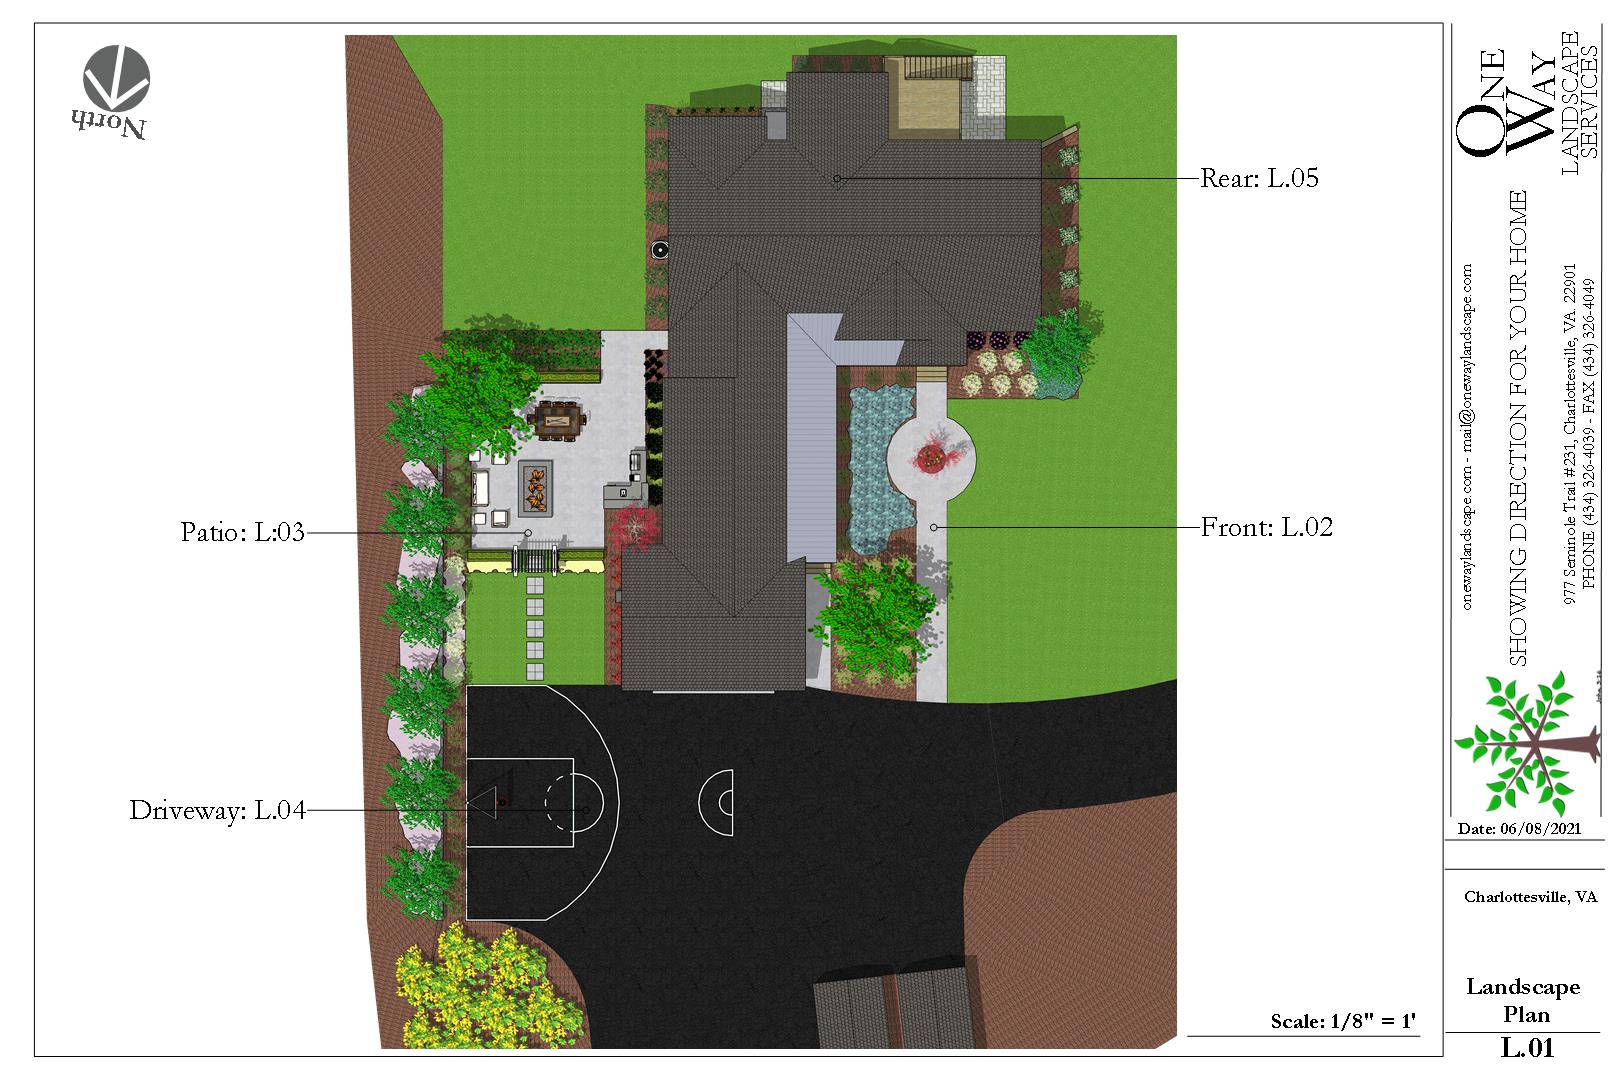 North
Rear: L.05
Patio: L:03
Front: L.02
Driveway: L.04
Scale: 1/8" = 1'
ONE
WAY
LANDSCAPE
SERVICES
onewaylandscape.com - mail@onewaylandscape.com
SHOWING DIRECTION FOR YOUR HOME
977 Seminole Trail #231, Charlottesville, VA 22901
PHONE (434) 326-4039 - FAX (434) 326-4049
Date: 06/08/2021
Charlottesville, VA
Landscape
Plan
L.01